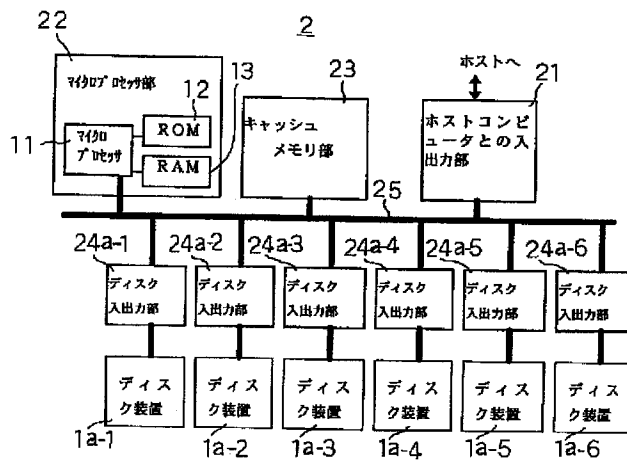 2
22
マイクロプロセッサ部
12
13
11
マイクロ
プロセッサ
ROM
RAM
23
キャッシュ
メモリ部
ホストへ
21
ホストコンピ
ュータとの入
出力部
25
24a-1
24a-2
24a-3
24a-4
24a-5
24a-6
ディスク
入出力部
ディスク
入出力部
ディスク
入出力部
ディスク
入出力部
ディスク
入出力部
ディスク
入出力部
ディス
ク装置
ディス
ク装置
ディス
ク装置
ディス
ク装置
ディス
ク装置
ディス
ク装置
1a-1
1a-2
1a-3
1a-4
1a-5
1a-6